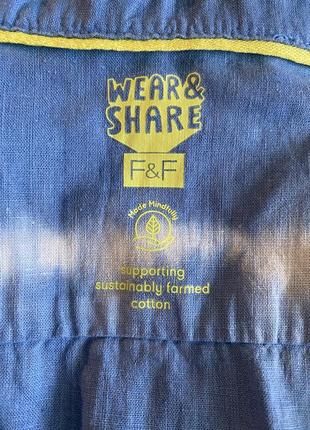 WEAR&
SHARE
F&F
Made Mindfully
supporting
sustainably farmed
cotton